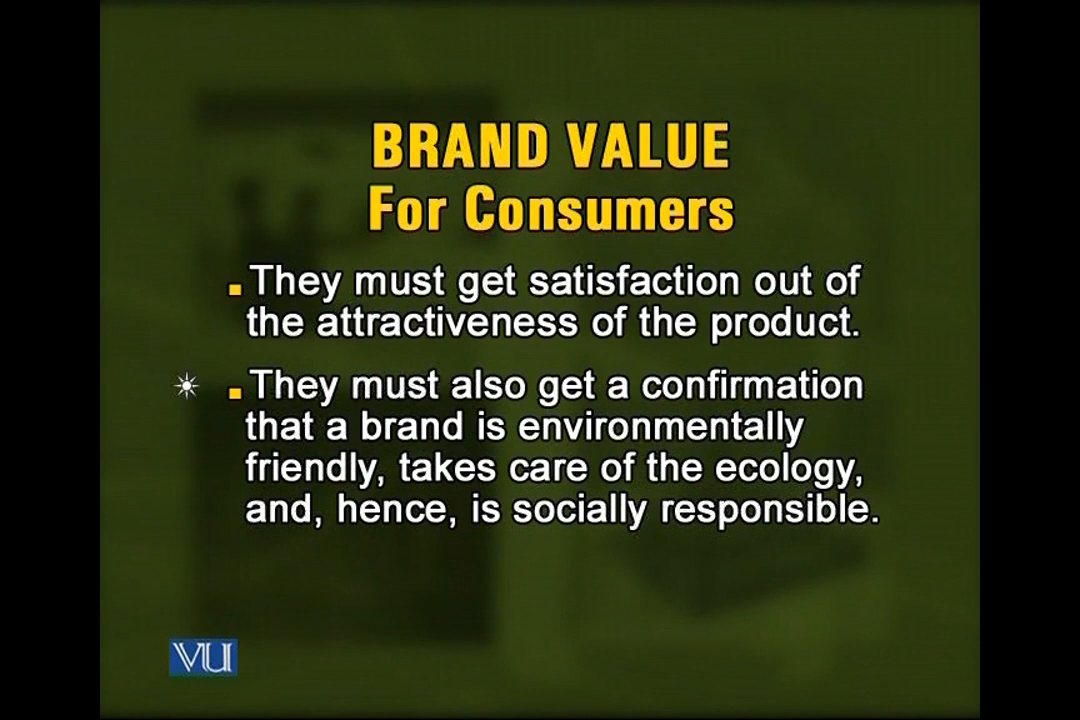 BRAND VALUE
For Consumers
They must get satisfaction out of
the attractiveness of the product.
They must also get a confirmation
that a brand is environmentally
friendly, takes care of the ecology,
and, hence, is socially responsible.
VU